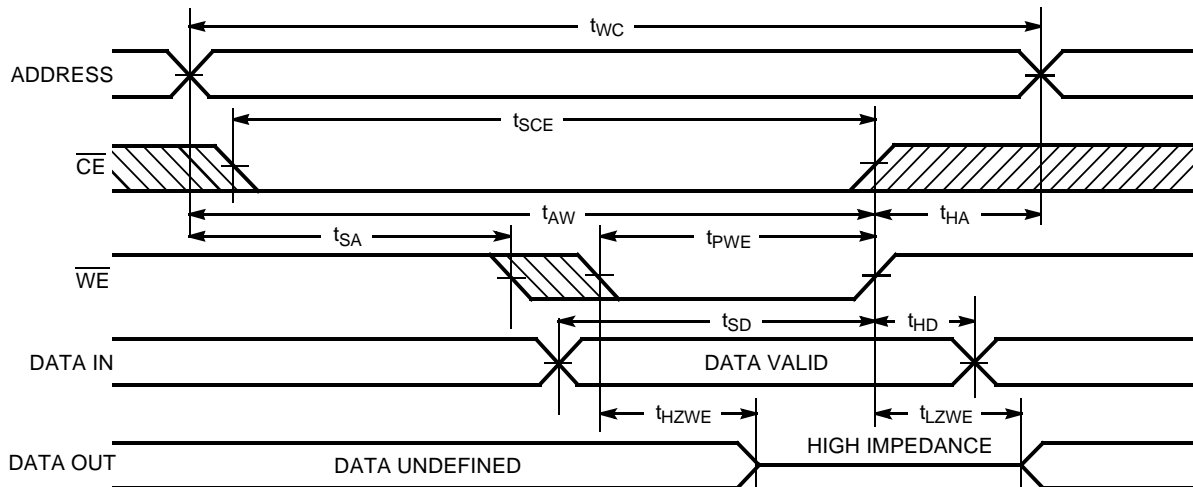 tWC
ADDRESS
tSCE
CE
tAW
tHA
tSA
tPWE
WE
tSD
tHD
DATA IN
DATA VALID
tHZWE
tLZWE
HIGH IMPEDANCE
DATA OUT
DATA UNDEFINED